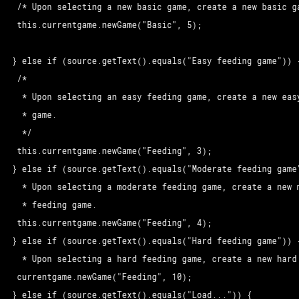 /* Upon selecting a new basic game, create a new basic
this.currentgame.newGame("Basic", 5);
} else if (source.getText().equals("Easy feeding game"))
/*
* Upon selecting an easy feeding game, create a new easy
* game.
*/
this.currentgame.newGame("Feeding", 3);
} else if (source.getText().equals("Moderate feeding game"
* Upon selecting a moderate feeding game, create a new
* feeding game.
this.currentgame.newGame("Feeding", 4);
} else if (source.getText().equals("Hard feeding game"))
* Upon selecting a hard feeding game, create a new hard
currentgame.newGame("Feeding", 10);
} else if (source.getText().equals("Load...")) {